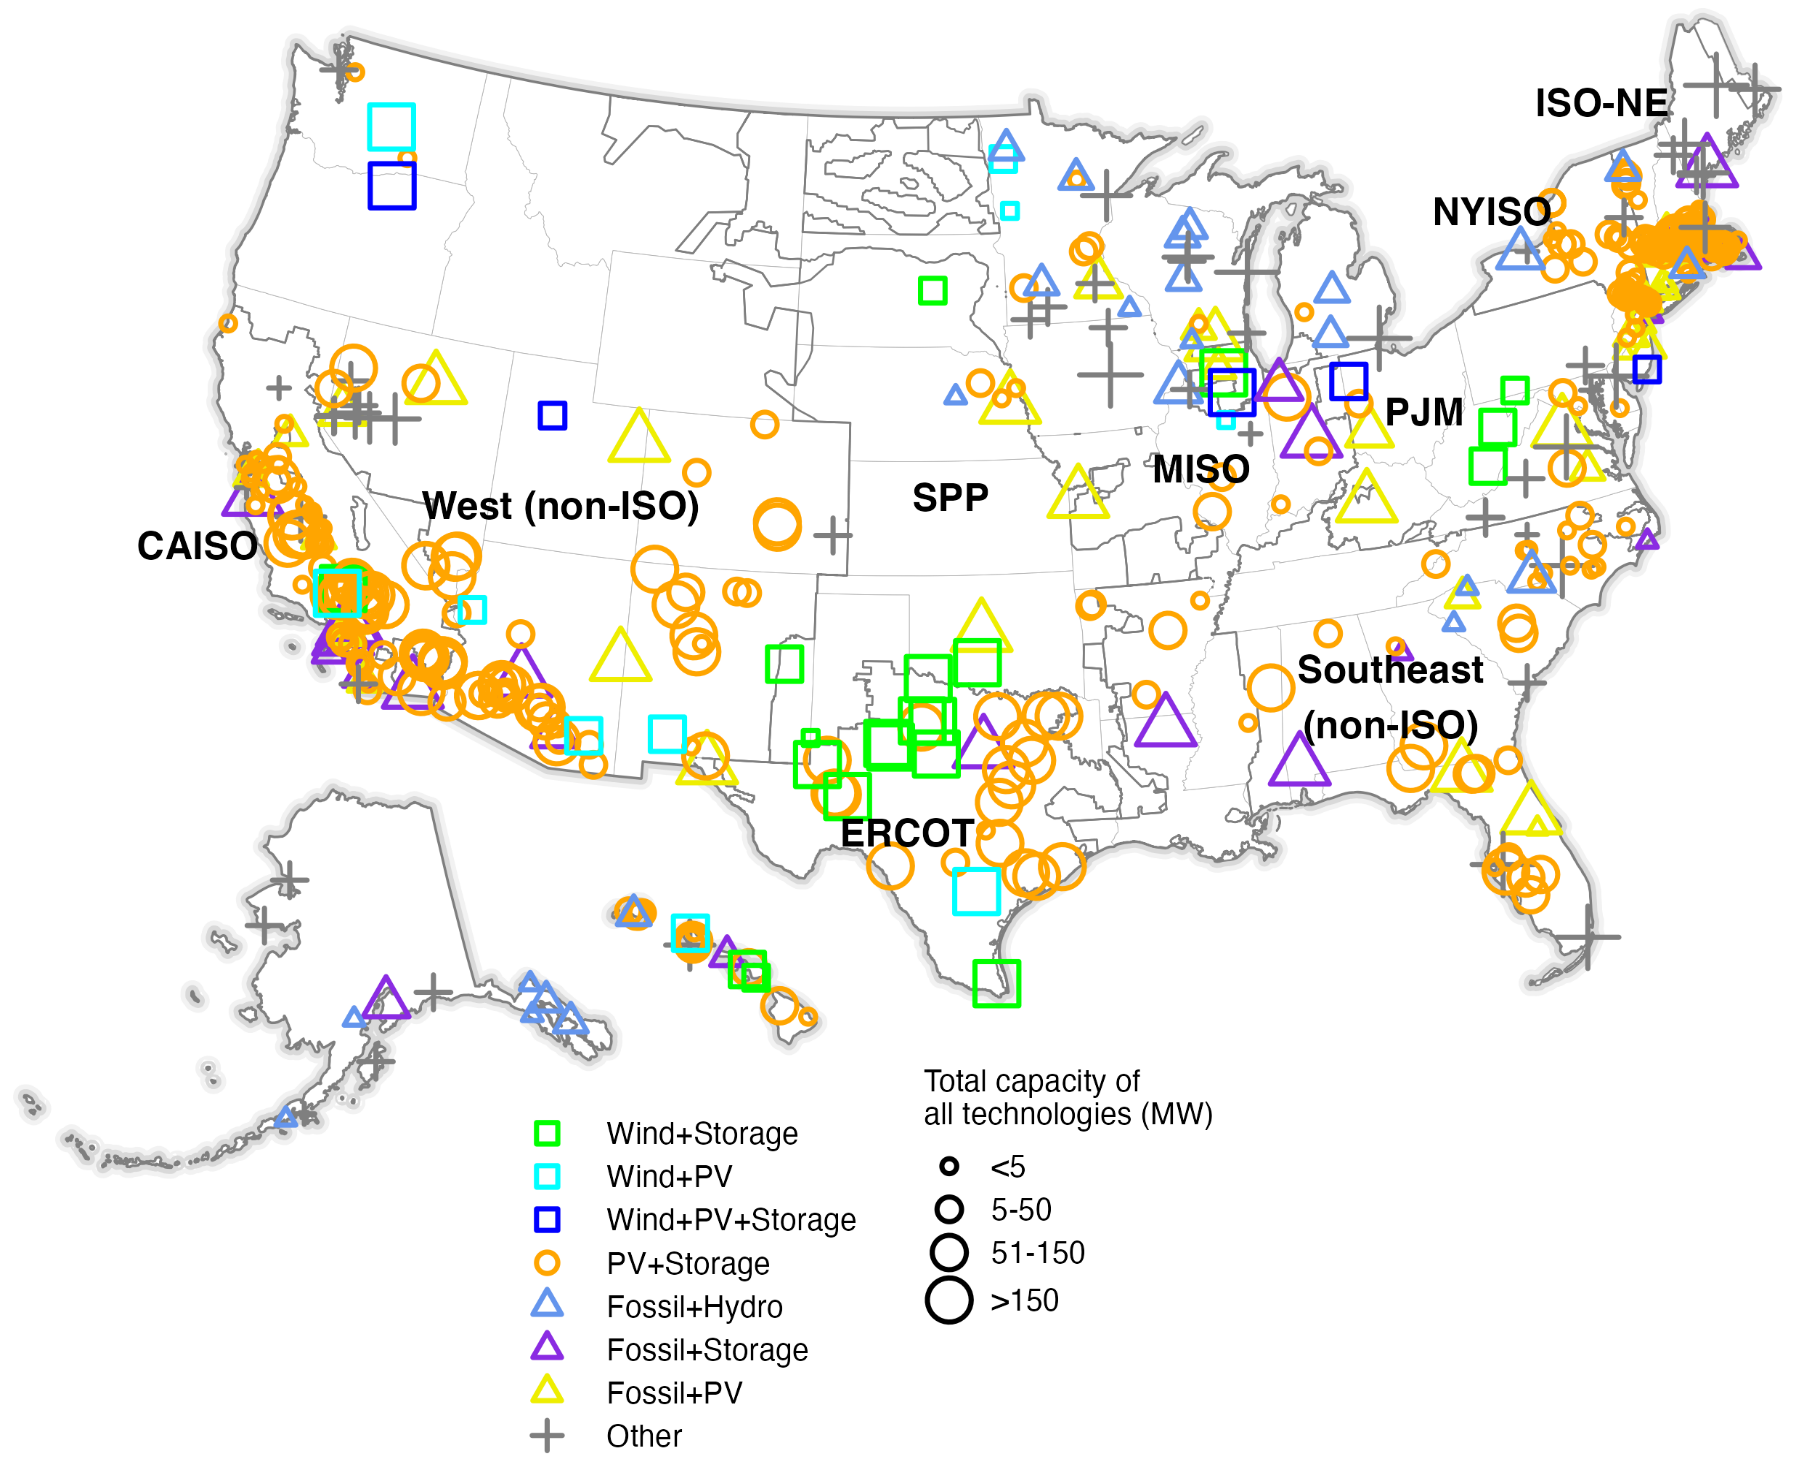 ISO-NE
NYISO
PJM
MISO
SPP
West (non-ISO)
CAISO
Southeast
(non-ISO)
ERCOT
Wind+Storage
Wind+PV
Wind+PV+Storage
PV+Storage
Fossil+Hydro
Fossil+Storage
Fossil+PV
Other
Total capacity of
all technologies (MW)
<5
5-50
51-150
>150